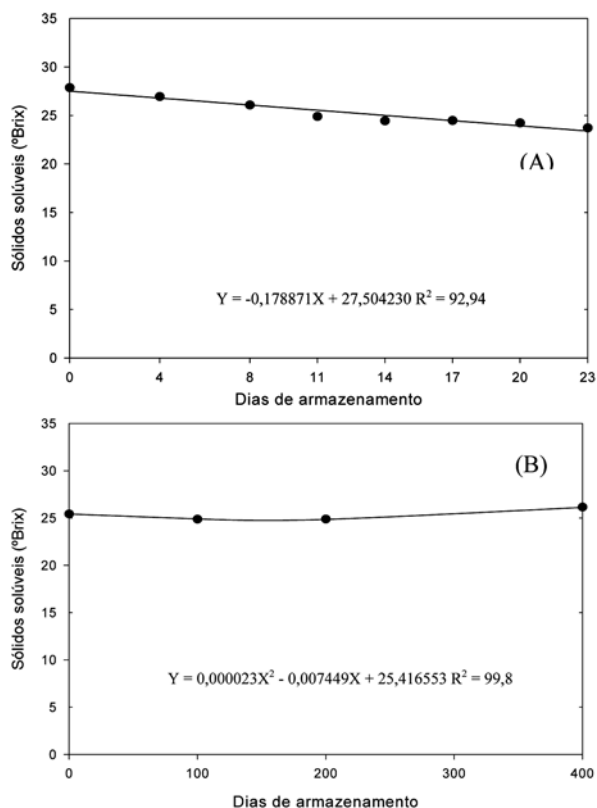 35
30
25
20
15
10
5
0
Sólidos solúveis (ºBrix)
(A)
Y = -0,178871X + 27,504230 R² = 92,94
0 4 8 11 14 17 20 23
Dias de armazenamento
35
30
25
20
15
10
5
0
Sólidos solúveis (ºBrix)
(B)
Y = 0,000023X² - 0,007449X + 25,416553 R² = 99,8
0 100 200 300 400
Dias de armazenamento